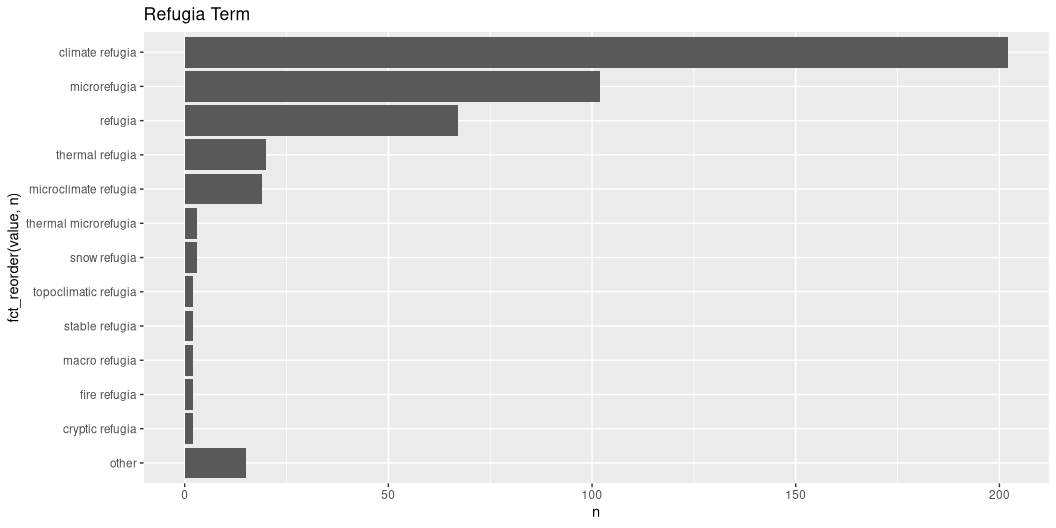 Refugia Term
climate refugia
microrefugia
refugia
thermal refugia
microclimate refugia
thermal microrefugia
snow refugia
topoclimatic refugia
stable refugia
macro refugia
fire refugia
cryptic refugia
other
fct_reorder(value, n)
0 50 100 150 200
n